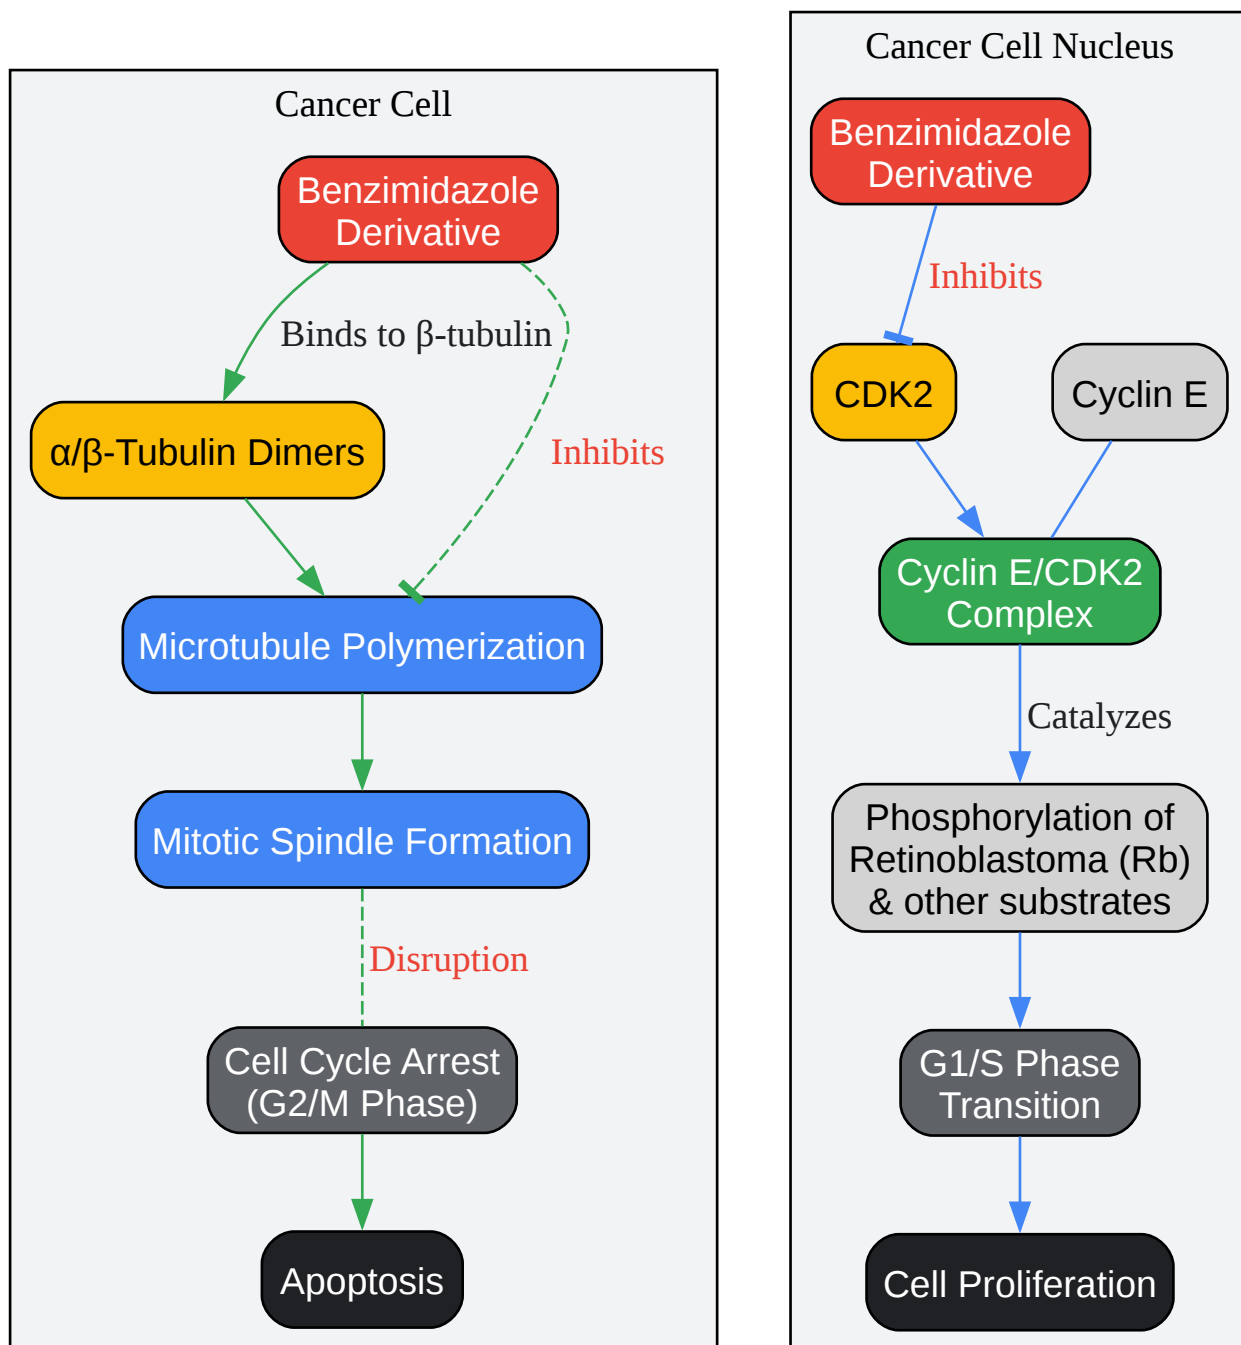 Cancer Cell
Benzimidazole
Derivative
Binds to β-tubulin
α/β-Tubulin Dimers
Inhibits
Microtubule Polymerization
Mitotic Spindle Formation
Disruption
Cell Cycle Arrest
(G2/M Phase)
Apoptosis
Cancer Cell Nucleus
Benzimidazole
Derivative
Inhibits
CDK2
Cyclin E
Cyclin E/CDK2
Complex
Catalyzes
Phosphorylation of
Retinoblastoma (Rb)
& other substrates
G1/S Phase
Transition
Cell Proliferation